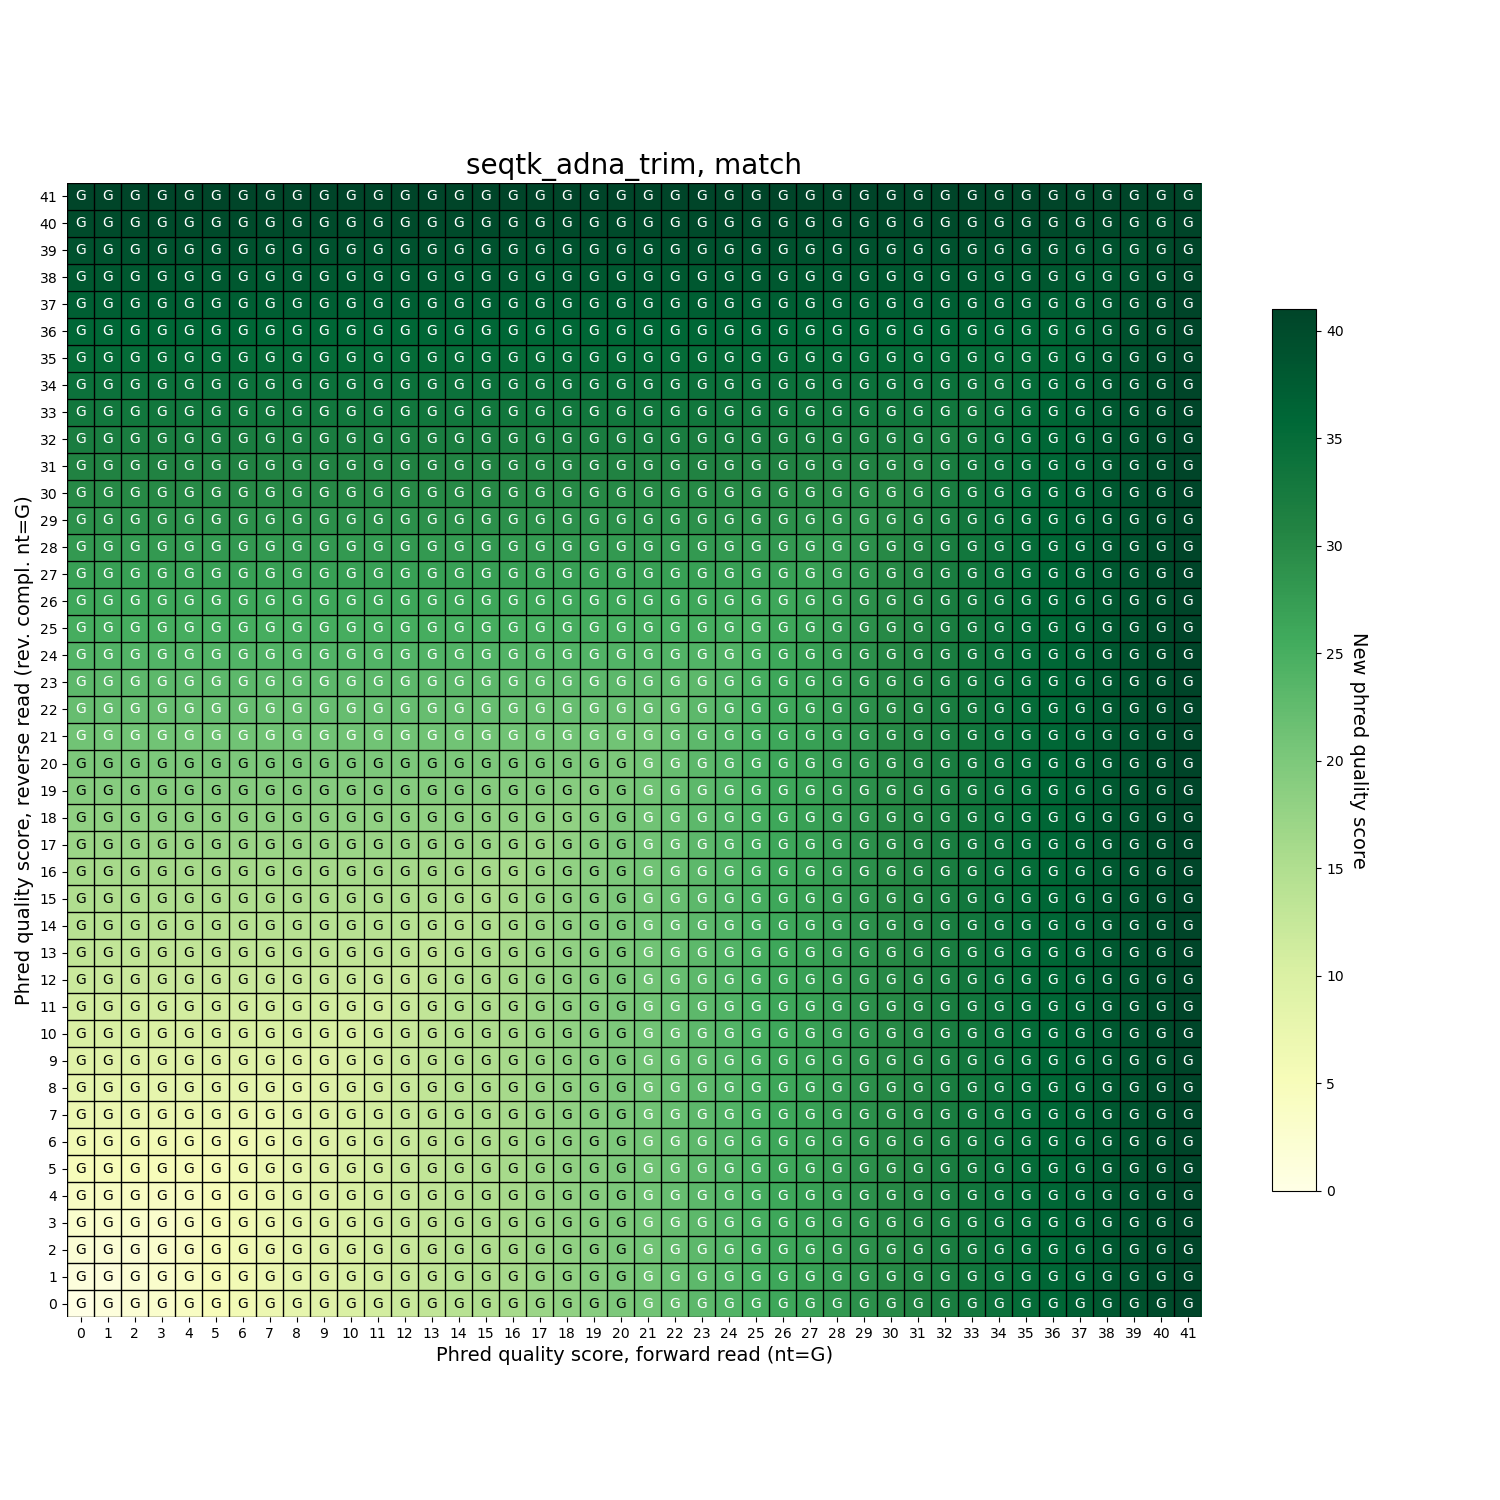 seqtk_adna_trim, match
41 G G G G G G G G G G G G G G G G G G G G G G G G G G G G G G G G G G G G G G G G G G
40 G G G G G G G G G G G G G G G G G G G G G G G G G G G G G G G G G G G G G G G G G G
39 G G G G G G G G G G G G G G G G G G G G G G G G G G G G G G G G G G G G G G G G G G
38 G G G G G G G G G G G G G G G G G G G G G G G G G G G G G G G G G G G G G G G G G G
37 G G G G G G G G G G G G G G G G G G G G G G G G G G G G G G G G G G G G G G G G G G
36 G G G G G G G G G G G G G G G G G G G G G G G G G G G G G G G G G G G G G G G G G G
35 G G G G G G G G G G G G G G G G G G G G G G G G G G G G G G G G G G G G G G G G G G
34 G G G G G G G G G G G G G G G G G G G G G G G G G G G G G G G G G G G G G G G G G G
33 G G G G G G G G G G G G G G G G G G G G G G G G G G G G G G G G G G G G G G G G G G
32 G G G G G G G G G G G G G G G G G G G G G G G G G G G G G G G G G G G G G G G G G G
31 G G G G G G G G G G G G G G G G G G G G G G G G G G G G G G G G G G G G G G G G G G
30 G G G G G G G G G G G G G G G G G G G G G G G G G G G G G G G G G G G G G G G G G G
29 G G G G G G G G G G G G G G G G G G G G G G G G G G G G G G G G G G G G G G G G G G
28 G G G G G G G G G G G G G G G G G G G G G G G G G G G G G G G G G G G G G G G G G G
27 G G G G G G G G G G G G G G G G G G G G G G G G G G G G G G G G G G G G G G G G G G
26 G G G G G G G G G G G G G G G G G G G G G G G G G G G G G G G G G G G G G G G G G G
25 G G G G G G G G G G G G G G G G G G G G G G G G G G G G G G G G G G G G G G G G G G
24 G G G G G G G G G G G G G G G G G G G G G G G G G G G G G G G G G G G G G G G G G G
23 G G G G G G G G G G G G G G G G G G G G G G G G G G G G G G G G G G G G G G G G G G
22 G G G G G G G G G G G G G G G G G G G G G G G G G G G G G G G G G G G G G G G G G G
21 G G G G G G G G G G G G G G G G G G G G G G G G G G G G G G G G G G G G G G G G G G
20 G G G G G G G G G G G G G G G G G G G G G G G G G G G G G G G G G G G G G G G G G G
19 G G G G G G G G G G G G G G G G G G G G G G G G G G G G G G G G G G G G G G G G G G
18 G G G G G G G G G G G G G G G G G G G G G G G G G G G G G G G G G G G G G G G G G G
17 G G G G G G G G G G G G G G G G G G G G G G G G G G G G G G G G G G G G G G G G G G
16 G G G G G G G G G G G G G G G G G G G G G G G G G G G G G G G G G G G G G G G G G G
15 G G G G G G G G G G G G G G G G G G G G G G G G G G G G G G G G G G G G G G G G G G
14 G G G G G G G G G G G G G G G G G G G G G G G G G G G G G G G G G G G G G G G G G G
13 G G G G G G G G G G G G G G G G G G G G G G G G G G G G G G G G G G G G G G G G G G
12 G G G G G G G G G G G G G G G G G G G G G G G G G G G G G G G G G G G G G G G G G G
11 G G G G G G G G G G G G G G G G G G G G G G G G G G G G G G G G G G G G G G G G G G
10 G G G G G G G G G G G G G G G G G G G G G G G G G G G G G G G G G G G G G G G G G G
9 G G G G G G G G G G G G G G G G G G G G G G G G G G G G G G G G G G G G G G G G G G
8 G G G G G G G G G G G G G G G G G G G G G G G G G G G G G G G G G G G G G G G G G G
7 G G G G G G G G G G G G G G G G G G G G G G G G G G G G G G G G G G G G G G G G G G
6 G G G G G G G G G G G G G G G G G G G G G G G G G G G G G G G G G G G G G G G G G G
5 G G G G G G G G G G G G G G G G G G G G G G G G G G G G G G G G G G G G G G G G G G
4 G G G G G G G G G G G G G G G G G G G G G G G G G G G G G G G G G G G G G G G G G G
3 G G G G G G G G G G G G G G G G G G G G G G G G G G G G G G G G G G G G G G G G G G
2 G G G G G G G G G G G G G G G G G G G G G G G G G G G G G G G G G G G G G G G G G G
1 G G G G G G G G G G G G G G G G G G G G G G G G G G G G G G G G G G G G G G G G G G
0 G G G G G G G G G G G G G G G G G G G G G G G G G G G G G G G G G G G G G G G G G G
0 1 2 3 4 5 6 7 8 9 10 11 12 13 14 15 16 17 18 19 20 21 22 23 24 25 26 27 28 29 30 31 32 33 34 35 36 37 38 39 40 41
Phred quality score, forward read (nt=G)
Phred quality score, reverse read (rev. compl. nt=G)
40
35
30
25
20
15
10
5
0
New phred quality score